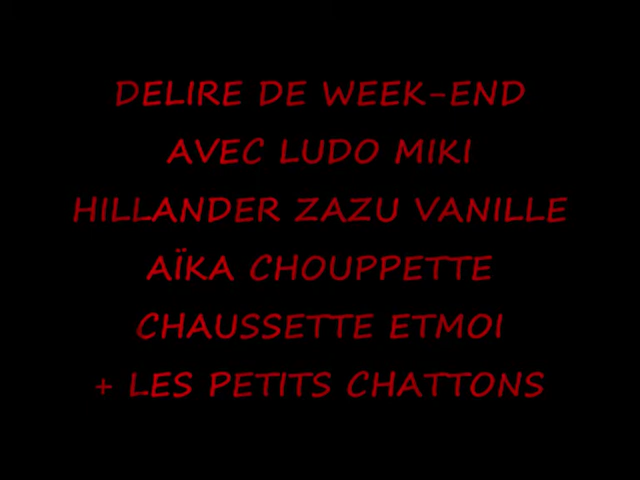 DELIRE DE WEEK-END
AVEC LUDO MIKI
HILLANDER ZAZU VANILLE
AÏKA CHOUPPETTE
CHAUSSETTE ETMOI
+ LES PETITS CHATTONS